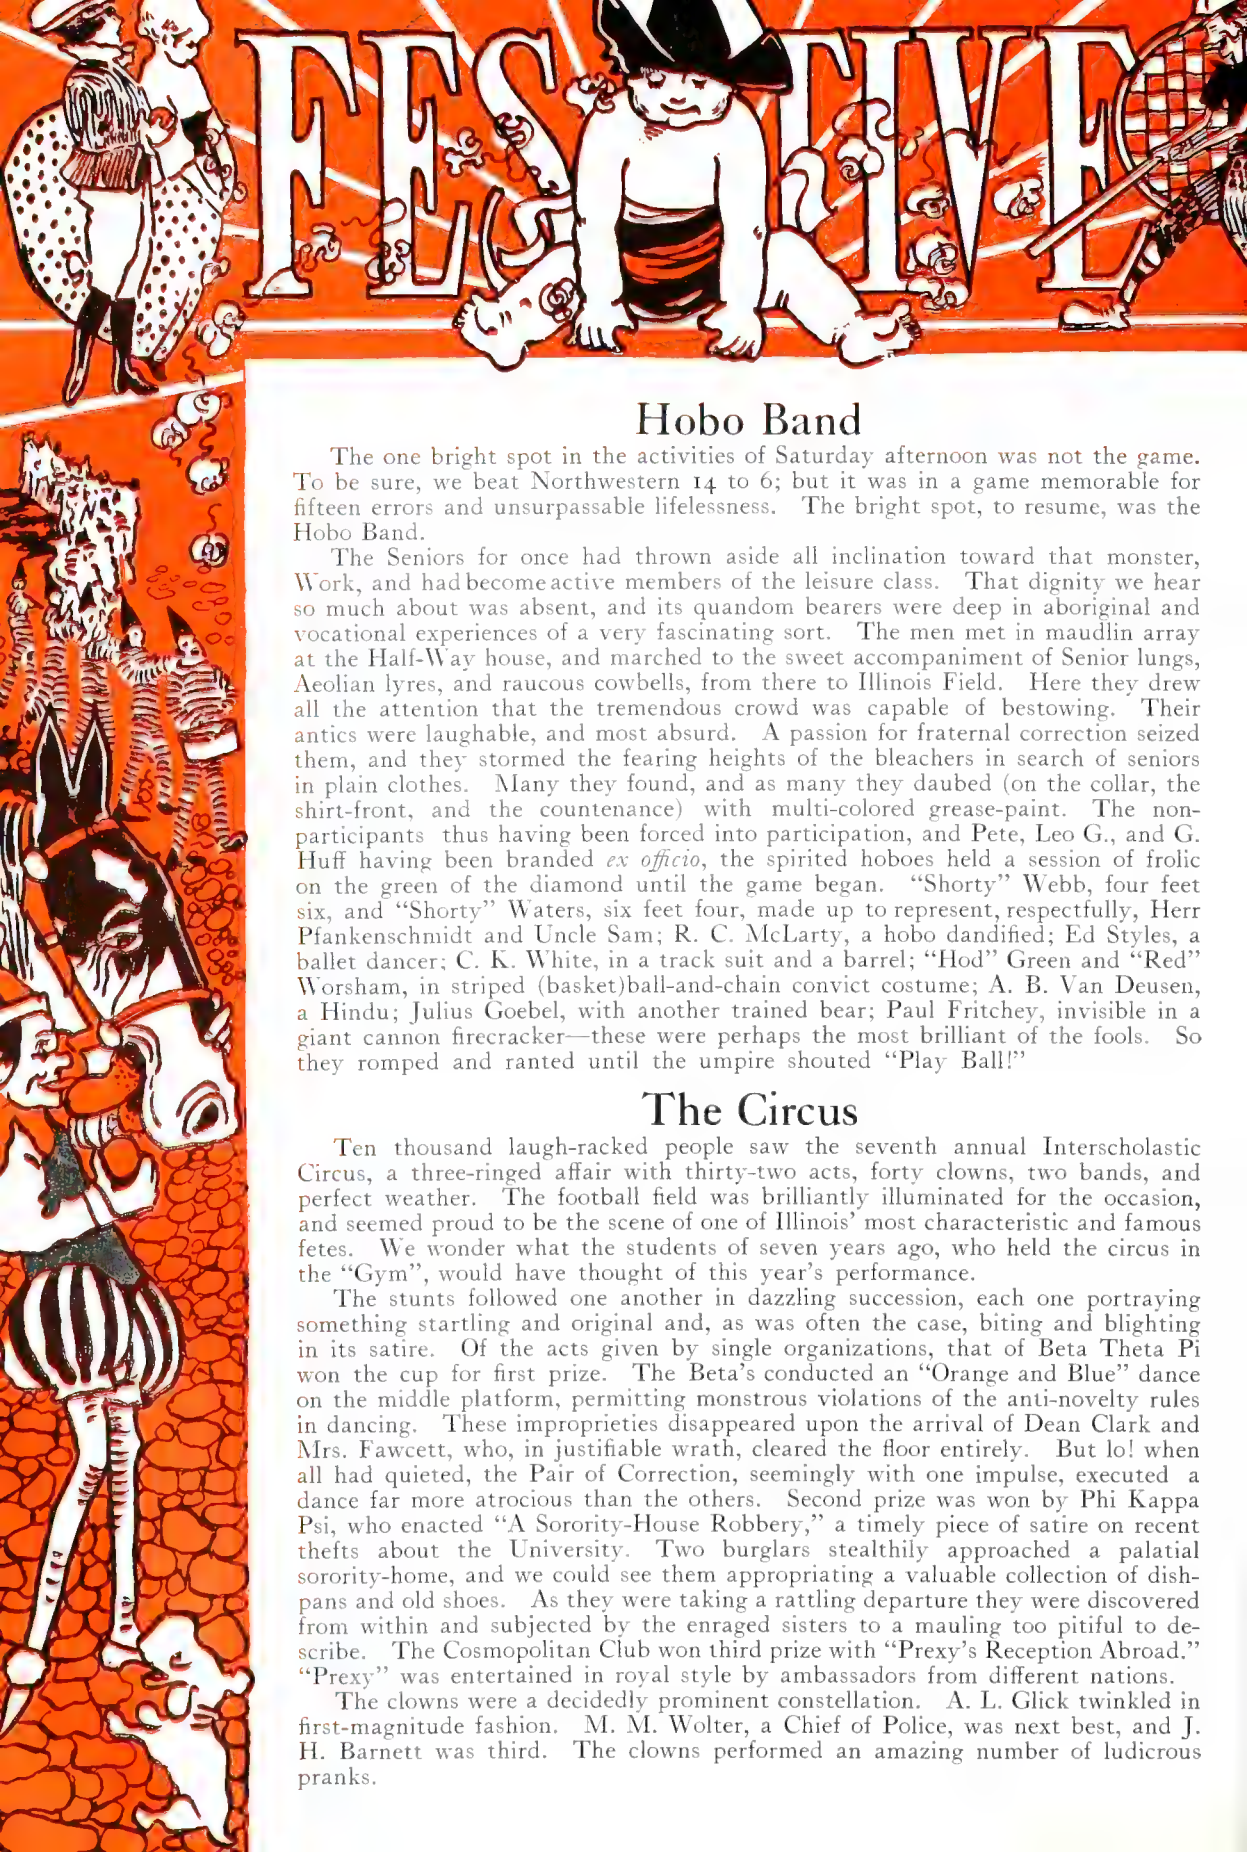 FESTIVE
Hobo Band
The one bright spot in the activities of Saturday afternoon was not the game.
To be sure, we beat Northwestern 14 to 6; but it was in a game memorable for
fifteen errors and unsurpassable lifelessness. The bright spot, to resume, was the
Hobo Band.
The Seniors for once had thrown aside all inclination toward that monster,
Work, and had become active members of the leisure class. That dignity we hear
so much about was absent, and its quandom bearers were deep in aboriginal and
vocational experiences of a very fascinating sort. The men met in maudlin array
at the Half-Way house, and marched to the sweet accompaniment of Senior lungs,
Aeolian lyres, and raucous cowbells, from there to Illinois Field. Here they drew
all the attention that the tremendous crowd was capable of bestowing. Their
antics were laughable, and most absurd. A passion for fraternal correction seized
them, and they stormed the fearing heights of the bleachers in search of seniors
in plain clothes. Many they found, and as many they daubed (on the collar, the
shirt-front, and the countenance) with multi-colored grease-paint. The non-
participants thus having been forced into participation, and Pete, Leo G., and G.
Huff having been branded ex officio, the spirited hoboes held a session of frolic
on the green of the diamond until the game began. “Shorty” Webb, four feet
six, and “Shorty” Waters, six feet four, made up to represent, respectfully, Herr
Pfankenschmidt and Uncle Sam; R. C. McLarty, a hobo dandified; Ed Styles, a
ballet dancer; C. K. White, in a track suit and a barrel; “Hod” Green and “Red”
Worsham, in striped (basket)ball-and-chain convict costume; A. B. Van Deusen,
a Hindu; Julius Goebel, with another trained bear; Paul Fritchey, invisible in a
giant cannon firecracker—these were perhaps the most brilliant of the fools. So
they romped and ranted until the umpire shouted “Play Ball!”
The Circus
Ten thousand laugh-racked people saw the seventh annual Interscholastic
Circus, a three-ringed affair with thirty-two acts, forty clowns, two bands, and
perfect weather. The football field was brilliantly illuminated for the occasion,
and seemed proud to be the scene of one of Illinois’ most characteristic and famous
fetes. We wonder what the students of seven years ago, who held the circus in
the “Gym”, would have thought of this year’s performance.
The stunts followed one another in dazzling succession, each one portraying
something startling and original and, as was often the case, biting and blighting
in its satire. Of the acts given by single organizations, that of Beta Theta Pi
won the cup for first prize. The Beta’s conducted an “Orange and Blue” dance
on the middle platform, permitting monstrous violations of the anti-novelty rules
in dancing. These improprieties disappeared upon the arrival of Dean Clark and
Mrs. Fawcett, who, in justifiable wrath, cleared the floor entirely. But lo! when
all had quieted, the Pair of Correction, seemingly with one impulse, executed a
dance far more atrocious than the others. Second prize was won by Phi Kappa
Psi, who enacted “A Sorority-House Robbery,” a timely piece of satire on recent
thefts about the University. Two burglars stealthily approached a palatial
sorority-home, and we could see them appropriating a valuable collection of dish-
pans and old shoes. As they were taking a rattling departure they were discovered
from within and subjected by the enraged sisters to a mauling too pitiful to de-
scribe. The Cosmopolitan Club won third prize with “Prexy’s Reception Abroad.”
“Prexy” was entertained in royal style by ambassadors from different nations.
The clowns were a decidedly prominent constellation. A. L. Glick twinkled in
first-magnitude fashion. M. M. Wolter, a Chief of Police, was next best, and J.
H. Barnett was third. The clowns performed an amazing number of ludicrous
pranks.